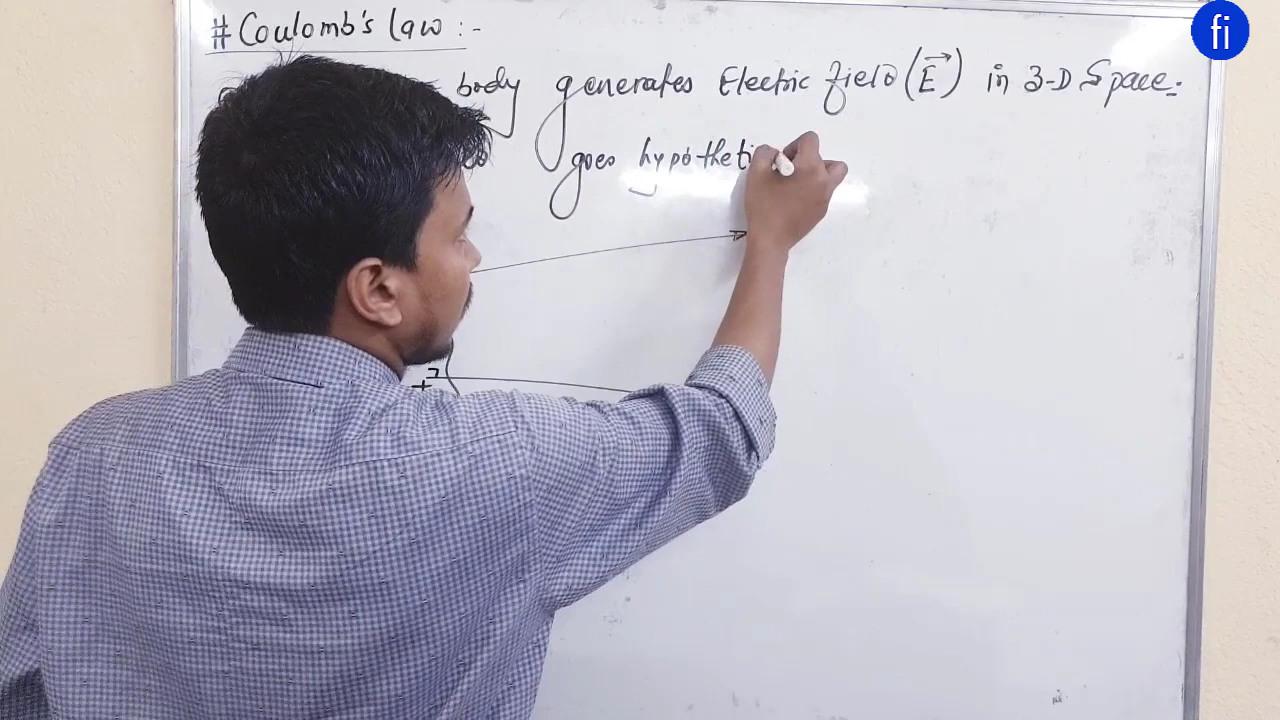 # Coulomb's law :-
fi
body generates Electric field (E⃗) in 3-D Space.
goes hypotheti
+